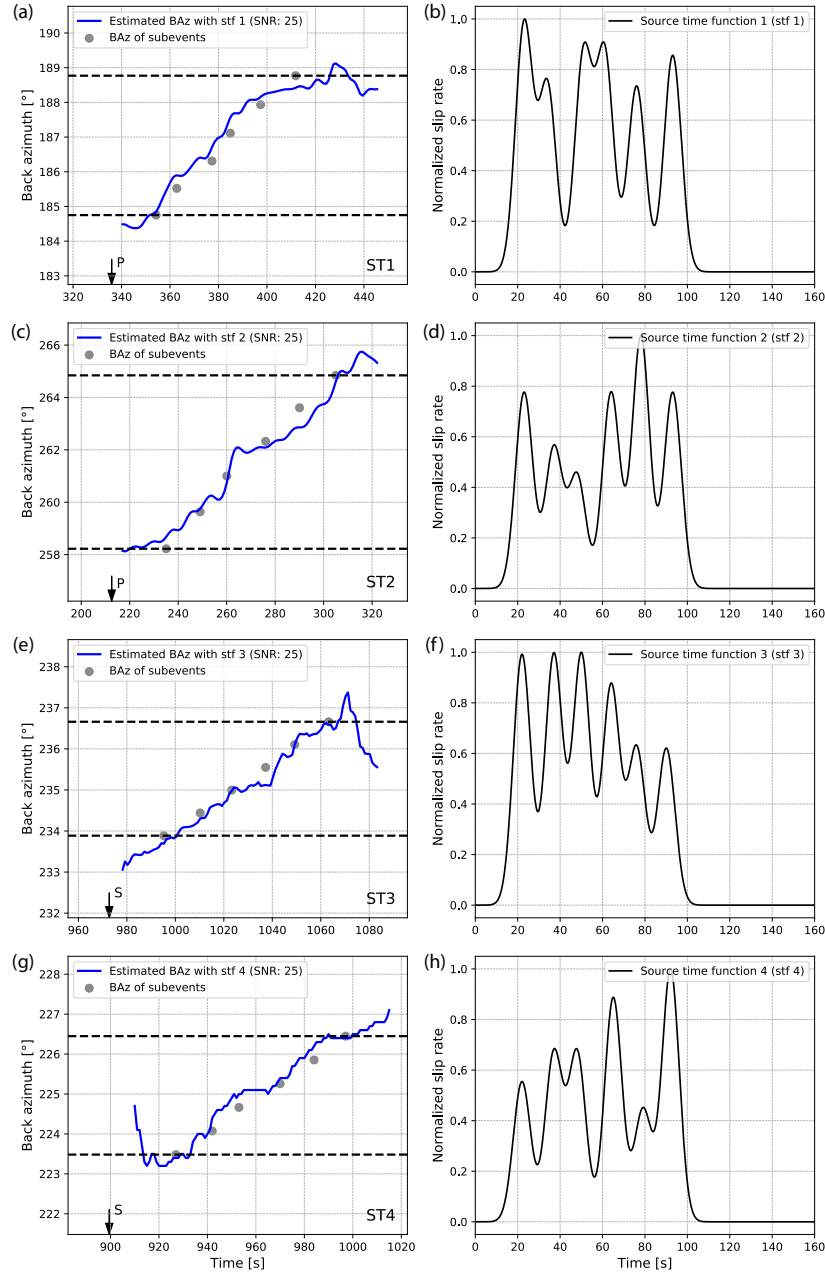 (a)
Estimated BAz with stf 1 (SNR: 25)
BAz of subevents
Back azimuth [°]
190
189
188
187
186
185
184
183
P
ST1
320 340 360 380 400 420 440
(b)
Source time function 1 (stf 1)
Normalized slip rate
1.0
0.8
0.6
0.4
0.2
0.0
0 20 40 60 80 100 120 140 160
(c)
Estimated BAz with stf 2 (SNR: 25)
BAz of subevents
Back azimuth [°]
266
264
262
260
258
P
ST2
200 220 240 260 280 300 320
(d)
Source time function 2 (stf 2)
Normalized slip rate
1.0
0.8
0.6
0.4
0.2
0.0
0 20 40 60 80 100 120 140 160
(e)
Estimated BAz with stf 3 (SNR: 25)
BAz of subevents
Back azimuth [°]
238
237
236
235
234
233
232
S
ST3
960 980 1000 1020 1040 1060 1080
(f)
Source time function 3 (stf 3)
Normalized slip rate
1.0
0.8
0.6
0.4
0.2
0.0
0 20 40 60 80 100 120 140 160
(g)
Estimated BAz with stf 4 (SNR: 25)
BAz of subevents
Back azimuth [°]
228
227
226
225
224
223
222
S
ST4
900 920 940 960 980 1000 1020
Time [s]
(h)
Source time function 4 (stf 4)
Normalized slip rate
1.0
0.8
0.6
0.4
0.2
0.0
0 20 40 60 80 100 120 140 160
Time [s]